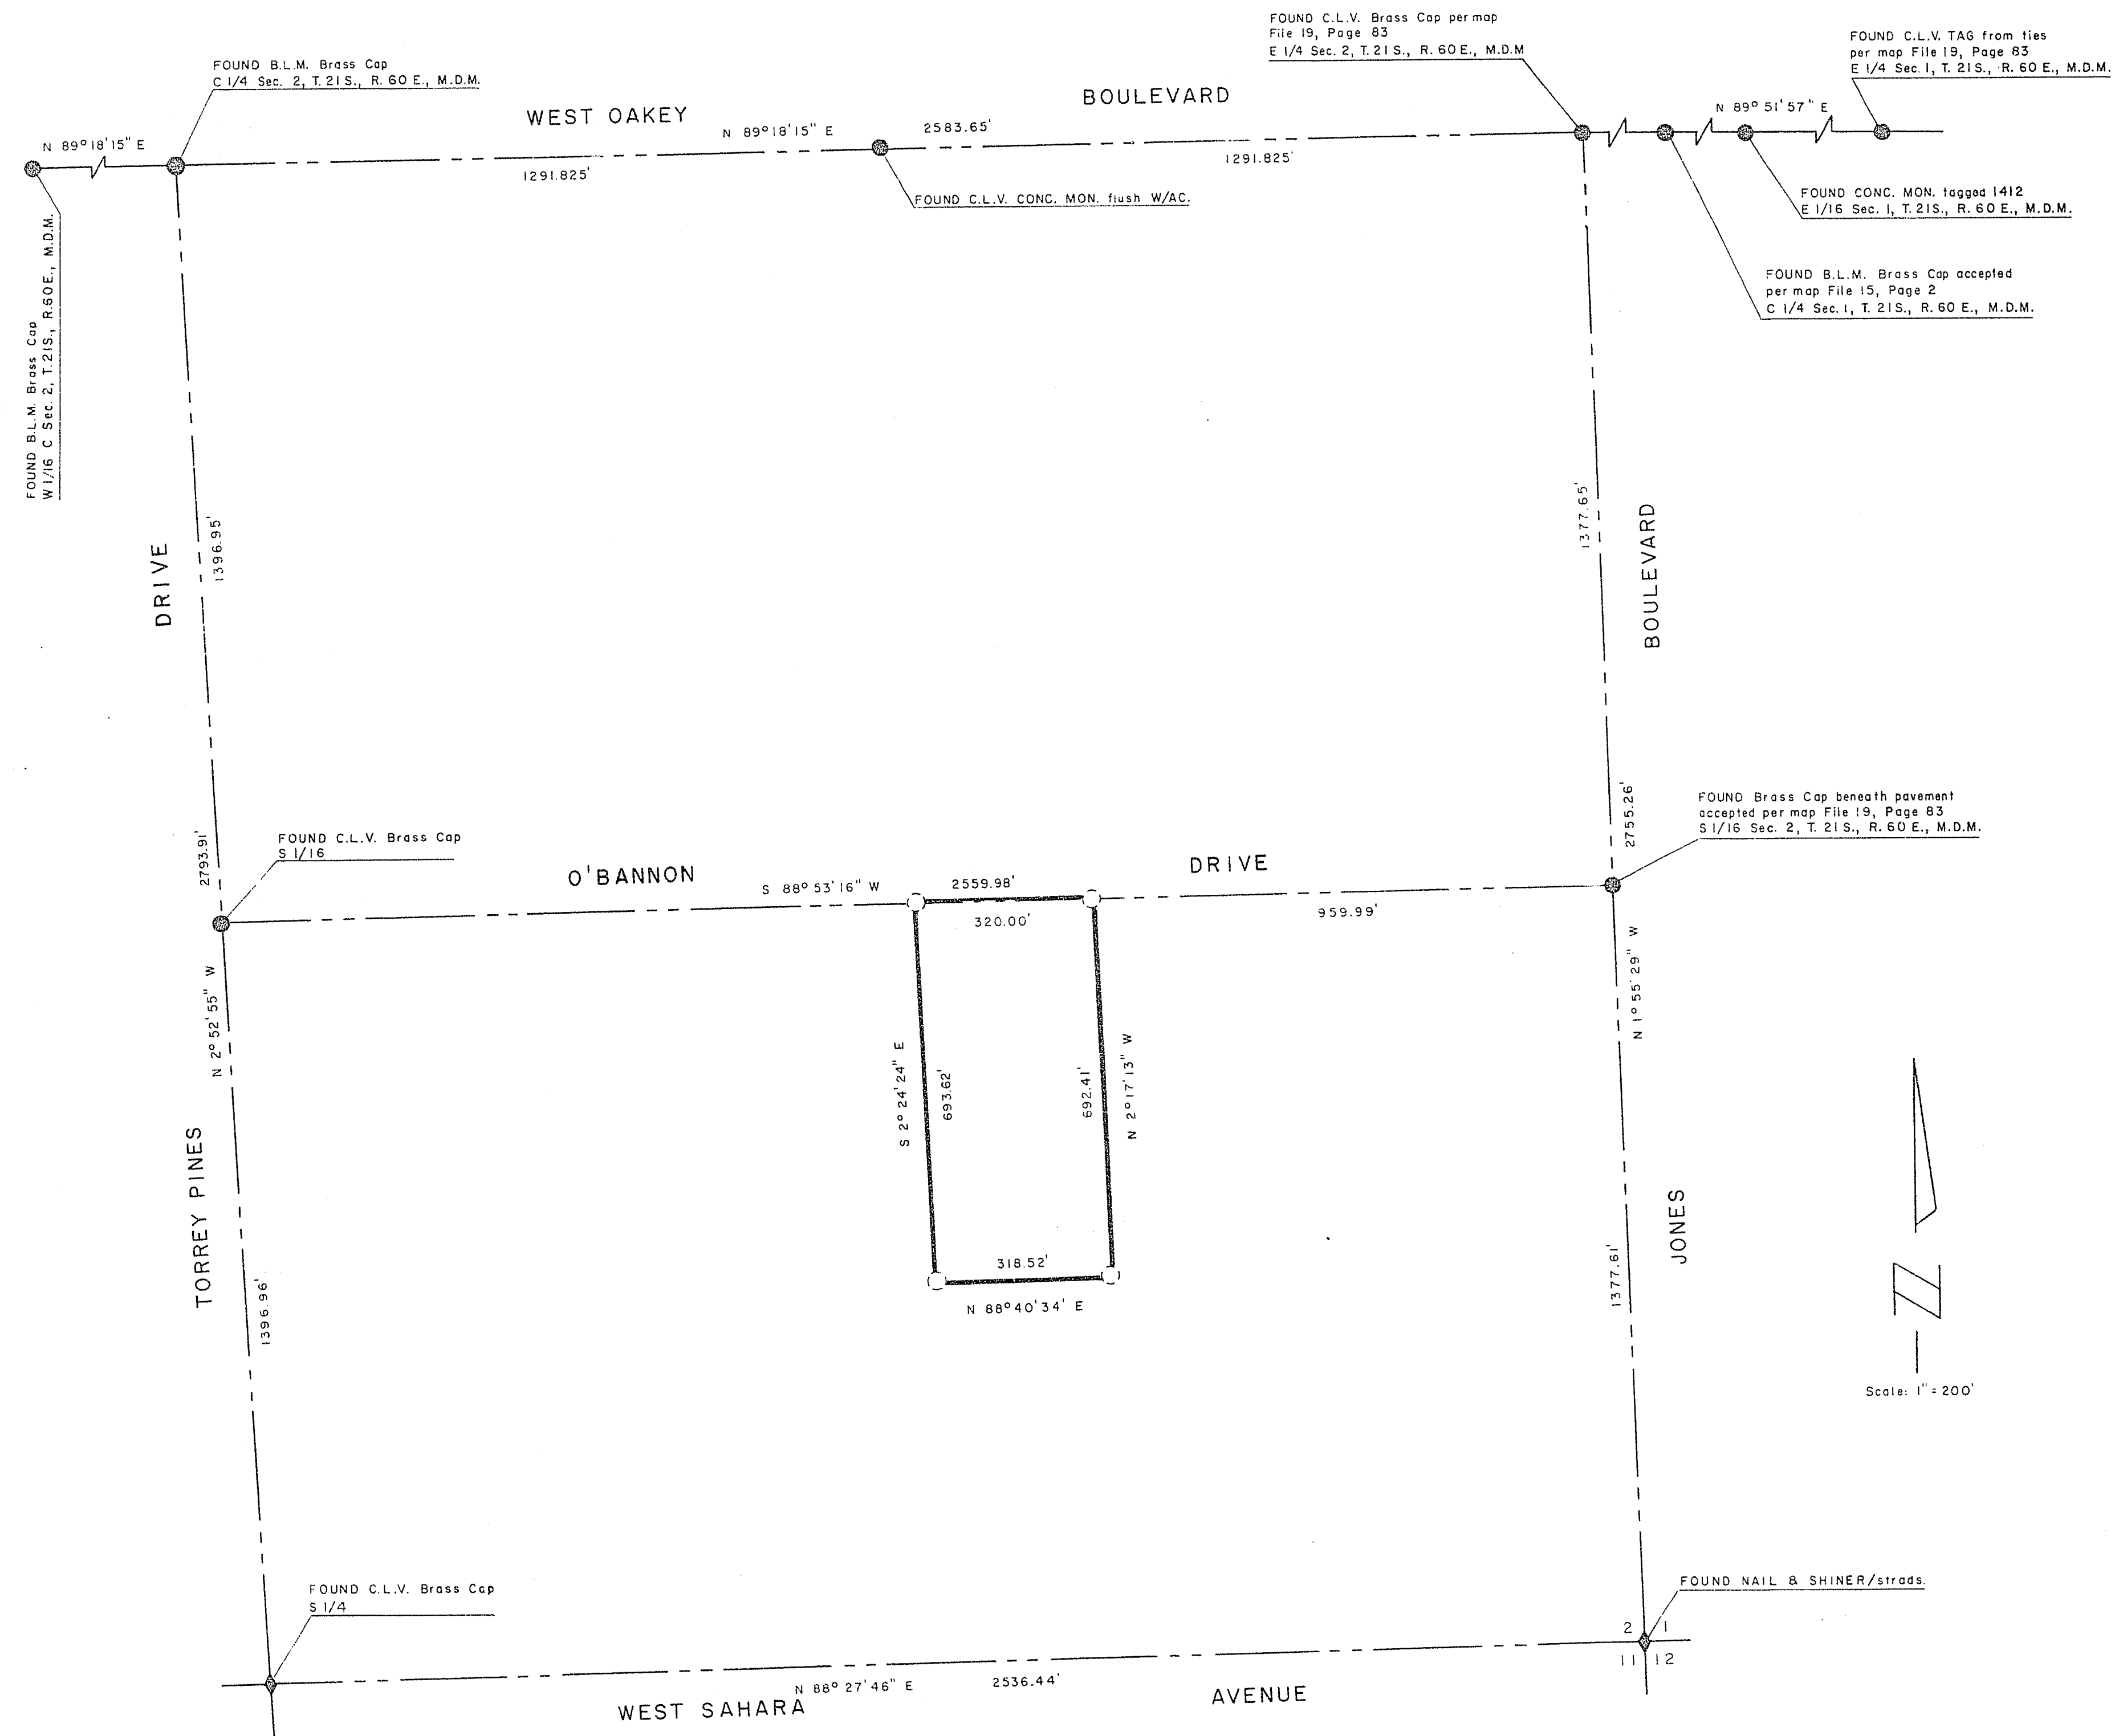 FOUND C.L.V. Brass Cap per map
File 19, Page 83
E 1/4 Sec. 2, T. 21 S., R. 60 E., M.D.M
FOUND C.L.V. TAG from ties
per map File 19, Page 83
E 1/4 Sec. 1, T. 21 S., R. 60 E., M.D.M.
FOUND B.L.M. Brass Cap
C 1/4 Sec. 2, T. 21 S., R. 60 E., M.D.M.
WEST OAKEY BOULEVARD
N 89° 51' 57" E
N 89° 18' 15" E
N 89° 18' 15" E
2583.65'
1291.825'
1291.825'
FOUND C.L.V. CONC. MON. flush W/AC.
FOUND CONC. MON. tagged 1412
E 1/16 Sec. 1, T. 21 S., R. 60 E., M.D.M.
FOUND B.L.M. Brass Cap accepted
per map File 15, Page 2
C 1/4 Sec. 1, T. 21 S., R. 60 E., M.D.M.
FOUND B.L.M. Brass Cap
W 1/16 C Sec. 2, T. 21 S., R. 60 E., M.D.M.
1396.95'
1377.65'
DRIVE
BOULEVARD
2793.91'
2755.26'
FOUND Brass Cap beneath pavement
accepted per map File 19, Page 83
S 1/16 Sec. 2, T. 21 S., R. 60 E., M.D.M.
FOUND C.L.V. Brass Cap
S 1/16
O'BANNON DRIVE
S 88° 53' 16" W
2559.98'
320.00'
959.99'
N 2° 52' 55" W
N 1° 55' 29" W
S 2° 24' 24" E
693.62'
692.41'
N 2° 17' 13" W
TORREY PINES
JONES
318.52'
N 88° 40' 34' E
1396.96'
1377.61'
N
Scale: 1" = 200'
FOUND C.L.V. Brass Cap
S 1/4
FOUND NAIL & SHINER/strads.
2 1
11 12
N 88° 27' 46" E
2536.44'
WEST SAHARA AVENUE